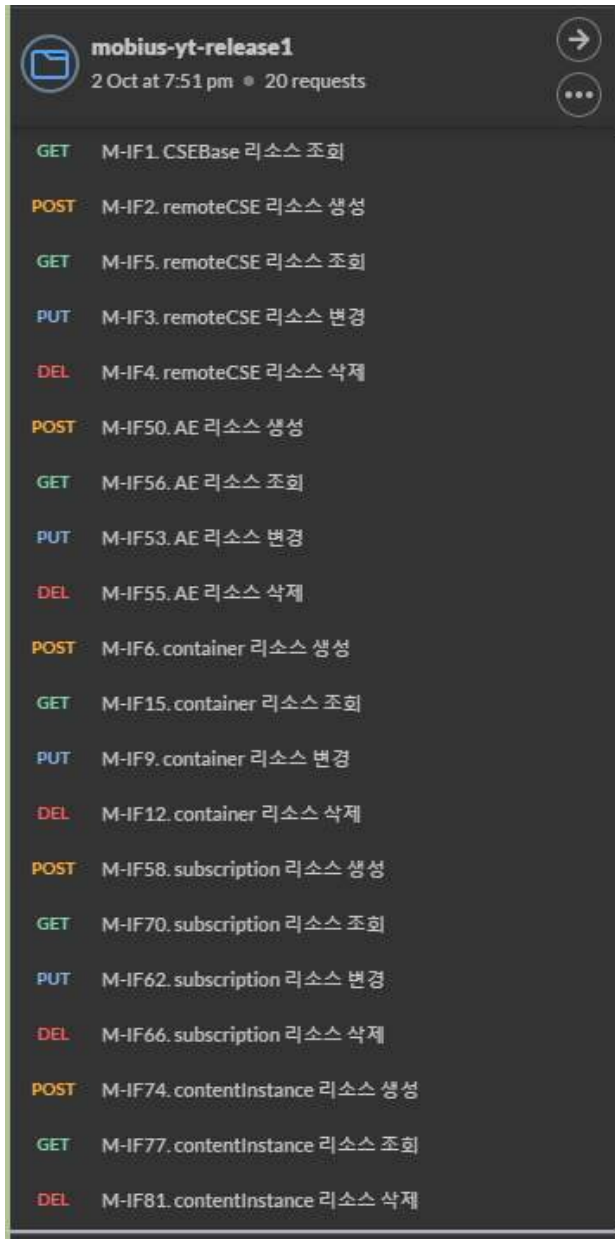 mobius-yt-release1
2 Oct at 7:51 pm ● 20 requests
GET M-IF1. CSEBase 리소스 조회
POST M-IF2. remoteCSE 리소스 생성
GET M-IF5. remoteCSE 리소스 조회
PUT M-IF3. remoteCSE 리소스 변경
DEL M-IF4. remoteCSE 리소스 삭제
POST M-IF50. AE 리소스 생성
GET M-IF56. AE 리소스 조회
PUT M-IF53. AE 리소스 변경
DEL M-IF55. AE 리소스 삭제
POST M-IF6. container 리소스 생성
GET M-IF15. container 리소스 조회
PUT M-IF9. container 리소스 변경
DEL M-IF12. container 리소스 삭제
POST M-IF58. subscription 리소스 생성
GET M-IF70. subscription 리소스 조회
PUT M-IF62. subscription 리소스 변경
DEL M-IF66. subscription 리소스 삭제
POST M-IF74. contentInstance 리소스 생성
GET M-IF77. contentInstance 리소스 조회
DEL M-IF81. contentInstance 리소스 삭제